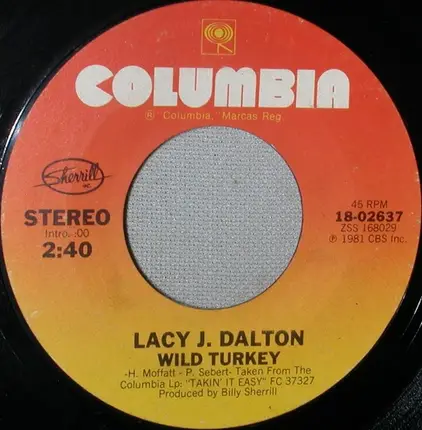 COLUMBIA
® Columbia, Marcas Reg.
Sherrill
INC.
STEREO
Intro. :00
2:40
45 RPM
18-02637
ZSS 168029
℗ 1981 CBS Inc.
LACY J. DALTON
WILD TURKEY
-H. Moffatt - P. Sebert- Taken From The
Columbia Lp: "TAKIN' IT EASY" FC 37327
Produced by Billy Sherrill